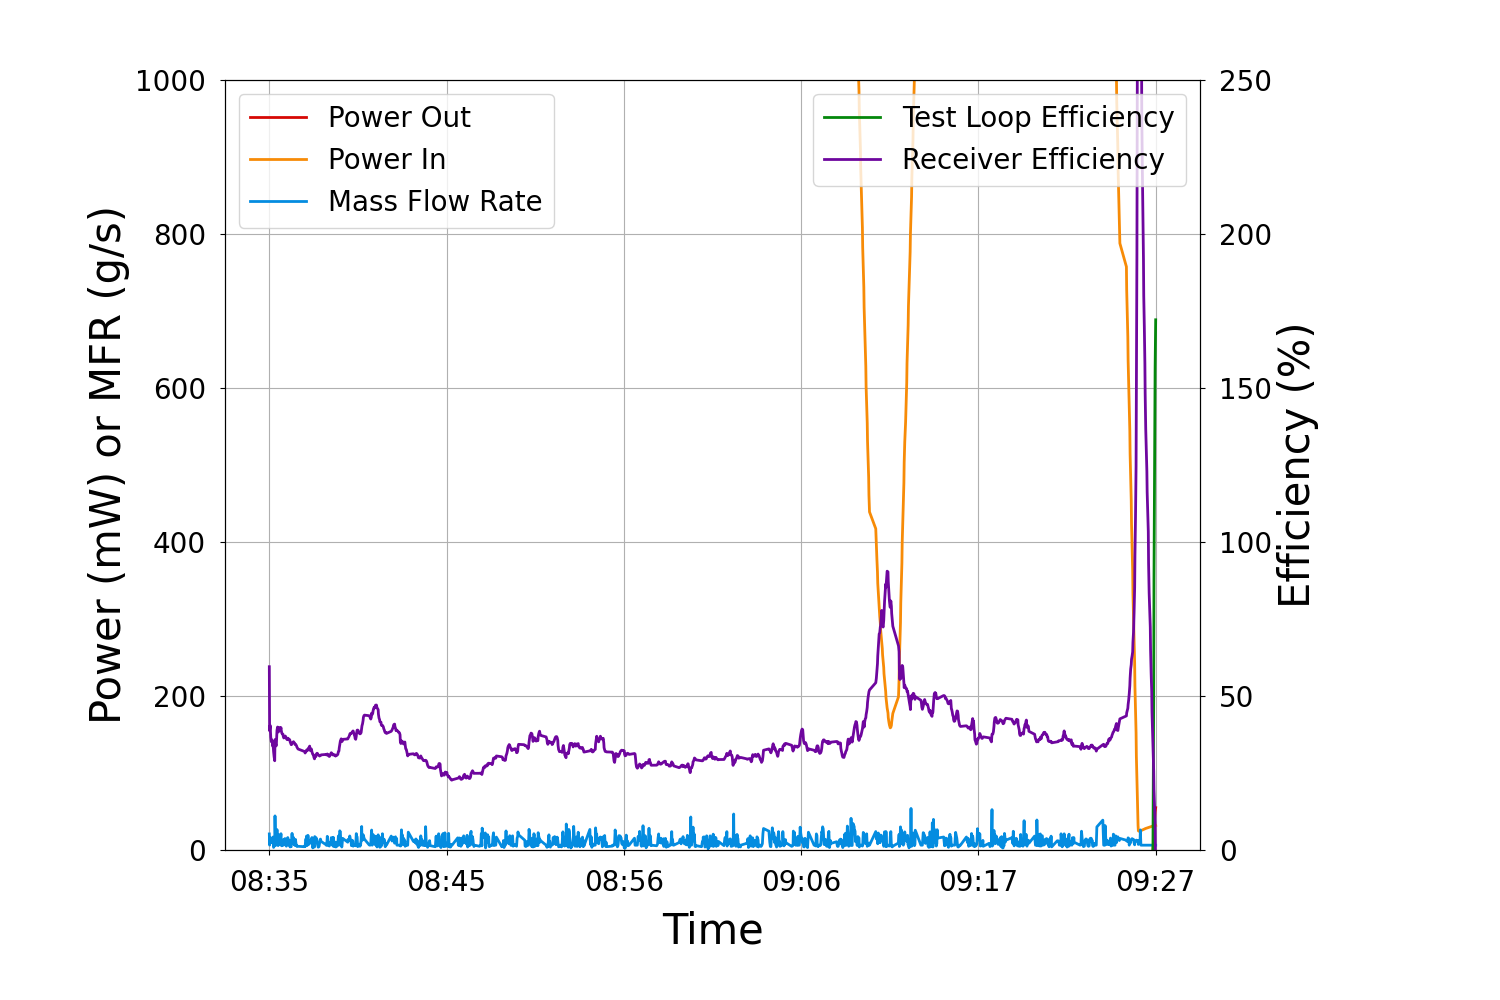 1000
800
600
400
200
0
Power (mW) or MFR (g/s)
Power Out
Power In
Mass Flow Rate
Test Loop Efficiency
Receiver Efficiency
250
200
150
100
50
0
Efficiency (%)
08:35 08:45 08:56 09:06 09:17 09:27
Time